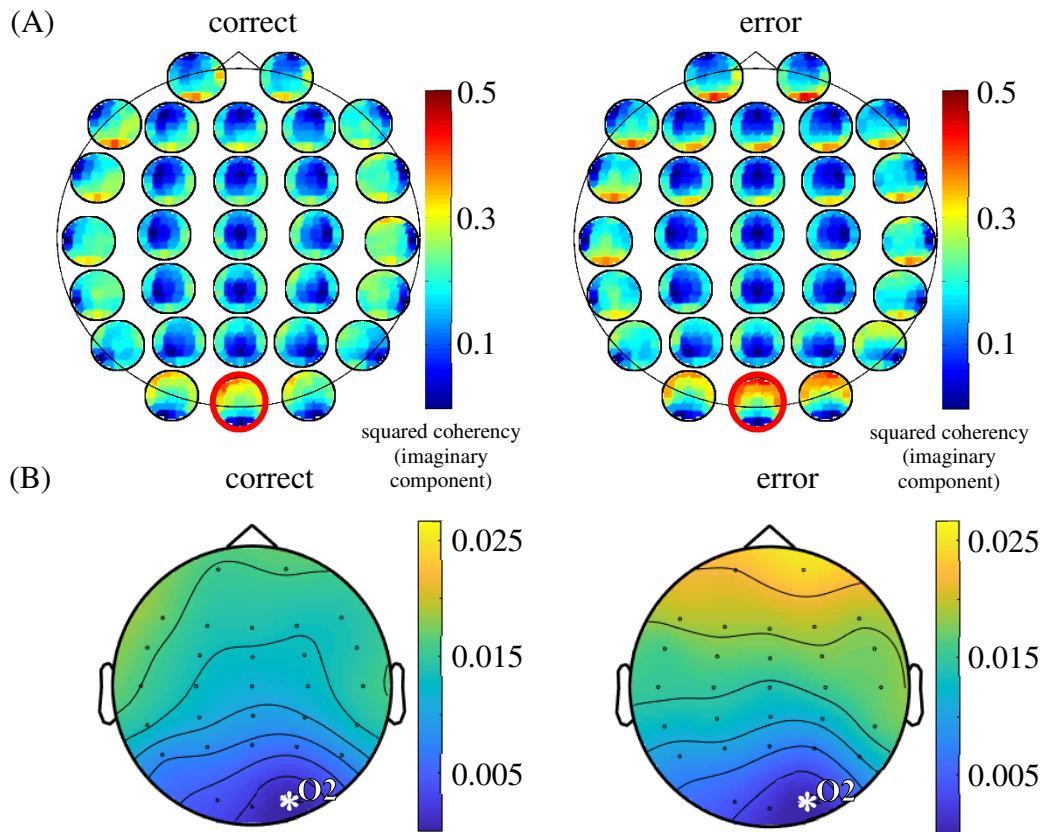 (A)
correct
error
0.5
0.3
0.1
squared coherency
(imaginary
component)
0.5
0.3
0.1
squared coherency
(imaginary
component)
(B)
correct
error
0.025
0.015
0.005
O2
0.025
0.015
0.005
O2